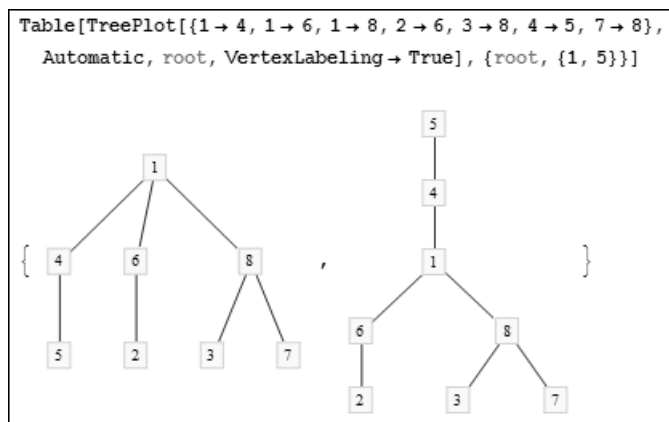 Table[TreePlot[{1 → 4, 1 → 6, 1 → 8, 2 → 6, 3 → 8, 4 → 5, 7 → 8},
Automatic, root, VertexLabeling → True], {root, {1, 5}}]
5
1
4
{ 4 6 8 , 1 }
6 8
5 2 3 7
2 3 7